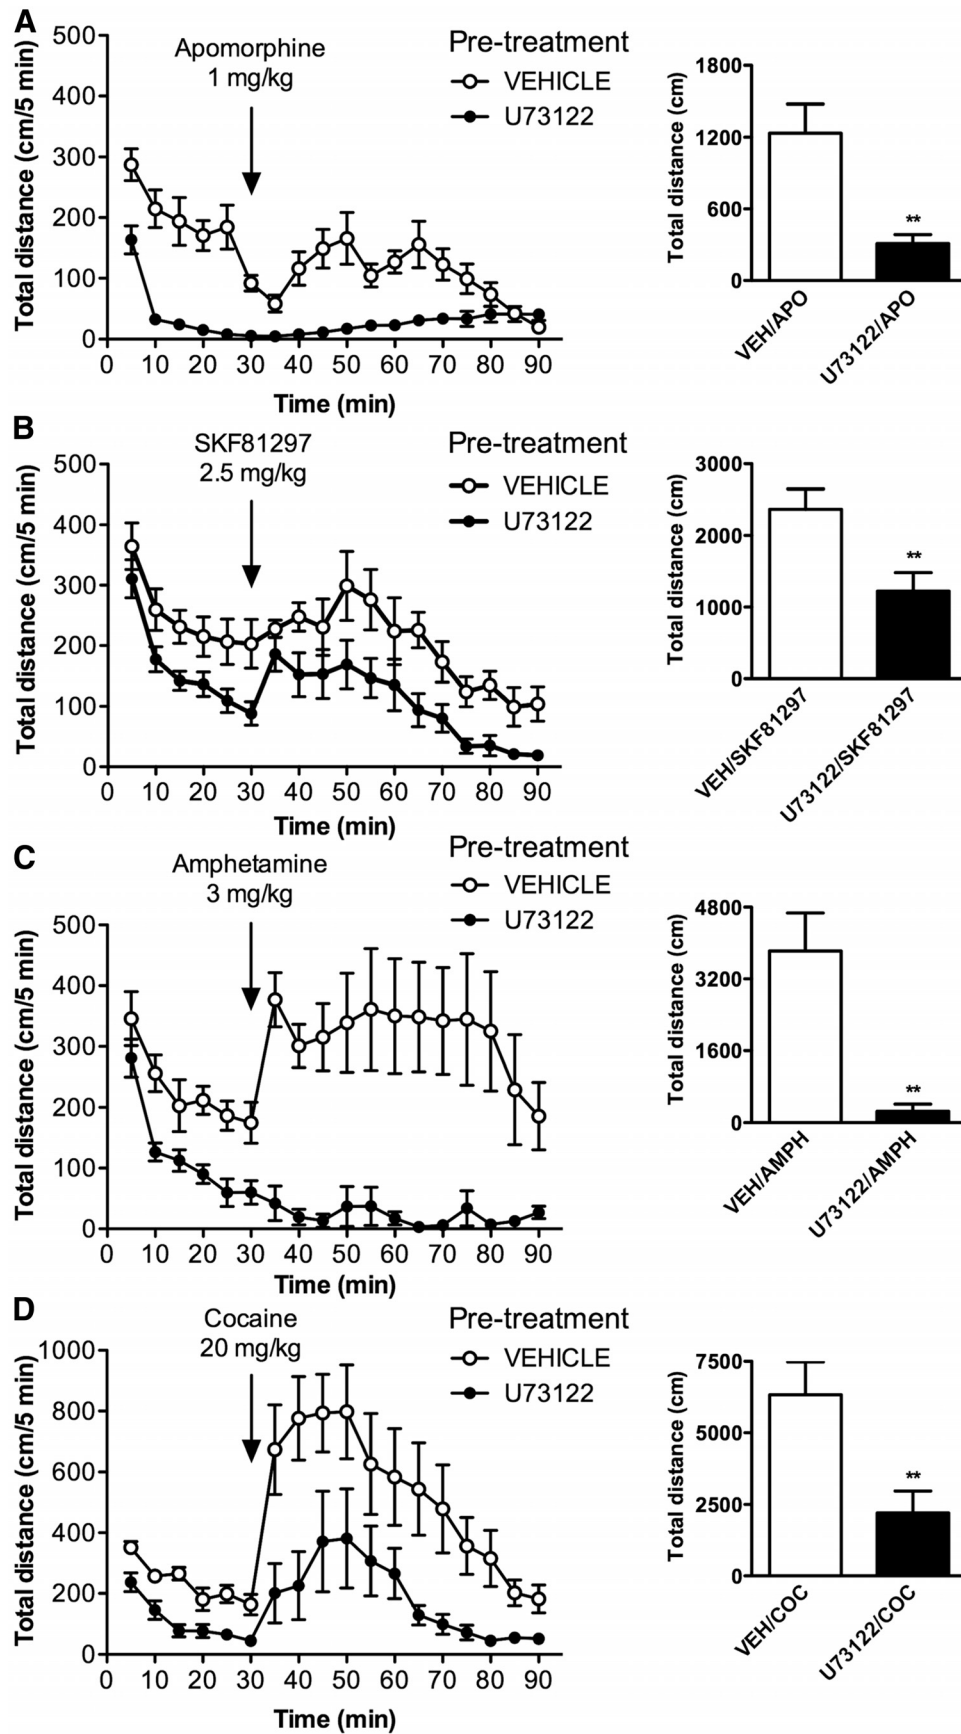 A
Apomorphine
1 mg/kg
Pre-treatment
VEHICLE
U73122
Total distance (cm/5 min)
500
400
300
200
100
0
0 10 20 30 40 50 60 70 80 90
Time (min)
Total distance (cm)
1800
1200
600
0
**
VEH/APO
U73122/APO
B
SKF81297
2.5 mg/kg
Pre-treatment
VEHICLE
U73122
Total distance (cm/5 min)
500
400
300
200
100
0
0 10 20 30 40 50 60 70 80 90
Time (min)
Total distance (cm)
3000
2000
1000
0
**
VEH/SKF81297
U73122/SKF81297
C
Amphetamine
3 mg/kg
Pre-treatment
VEHICLE
U73122
Total distance (cm/5 min)
500
400
300
200
100
0
0 10 20 30 40 50 60 70 80 90
Time (min)
Total distance (cm)
4800
3200
1600
0
**
VEH/AMPH
U73122/AMPH
D
Cocaine
20 mg/kg
Pre-treatment
VEHICLE
U73122
Total distance (cm/5 min)
1000
800
600
400
200
0
0 10 20 30 40 50 60 70 80 90
Time (min)
Total distance (cm)
7500
5000
2500
0
**
VEH/COC
U73122/COC